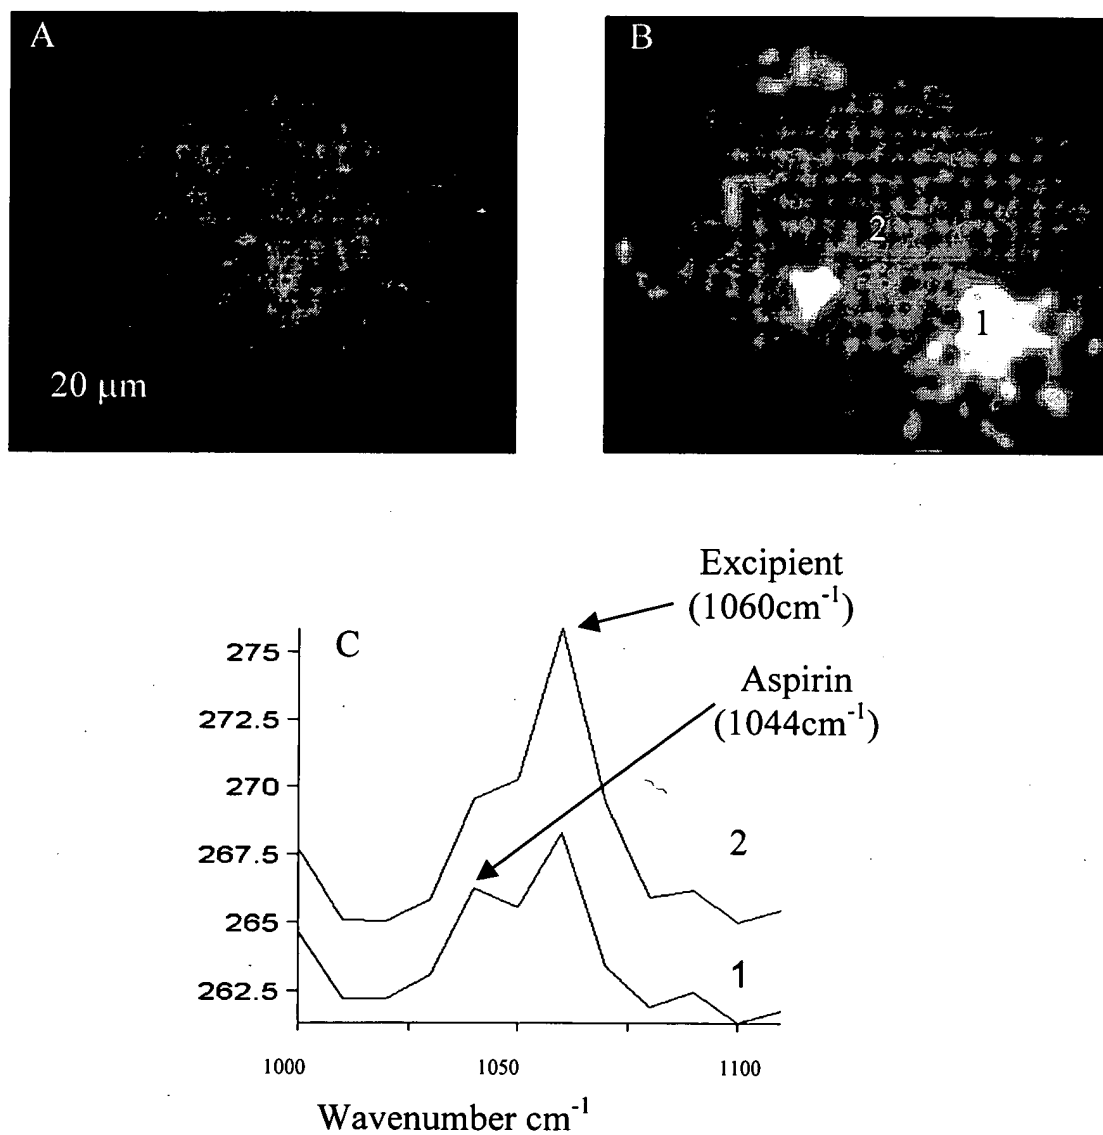 A
B
2
1
20 μm
Excipient
(1060cm⁻¹)
C
Aspirin
(1044cm⁻¹)
275
272.5
270
267.5
265
262.5
2
1
1000
1050
1100
Wavenumber cm⁻¹